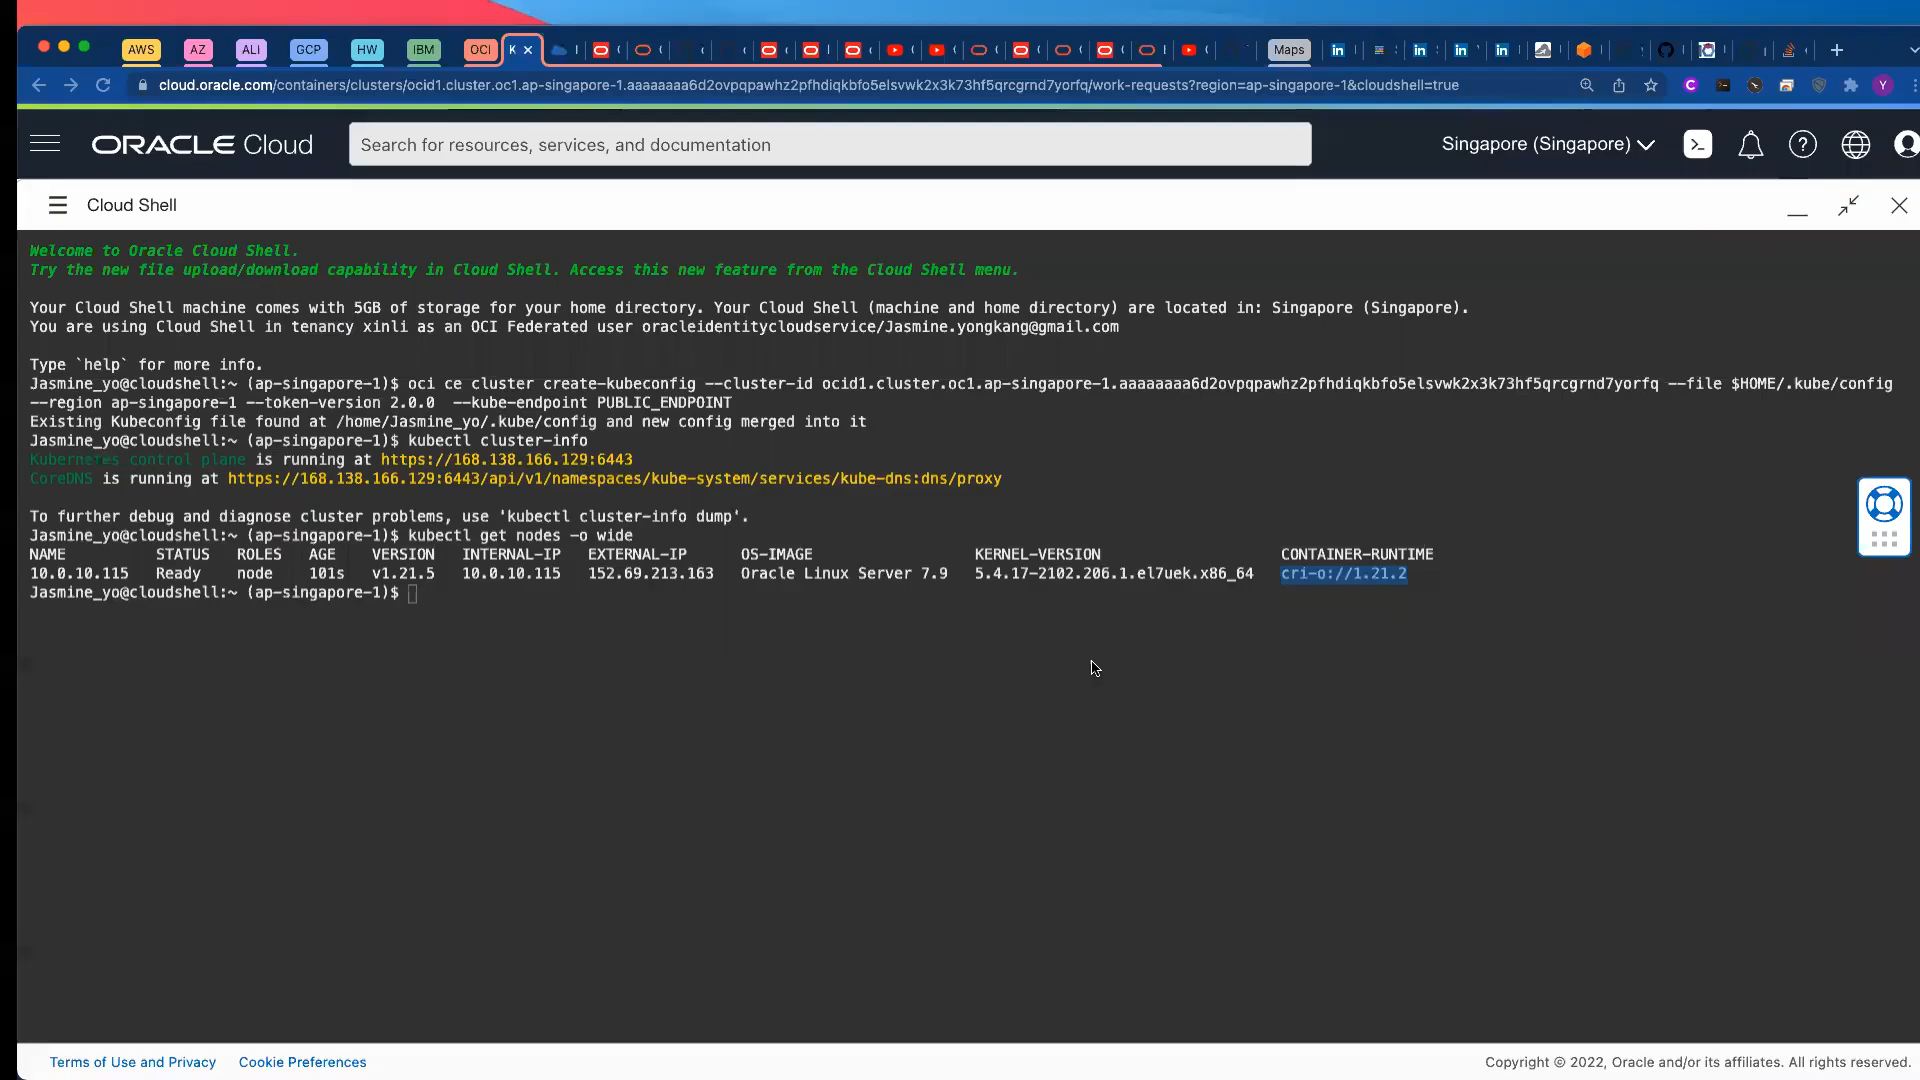 AWS AZ ALI GCP HW IBM OCI K Maps
cloud.oracle.com/containers/clusters/ocid1.cluster.oc1.ap-singapore-1.aaaaaaaa6d2ovpqpawhz2pfhdiqkbfo5elsvwk2x3k73hf5qrcgrnd7yorfq/work-requests?region=ap-singapore-1&cloudshell=true
ORACLE Cloud
Search for resources, services, and documentation
Singapore (Singapore)
Cloud Shell
Welcome to Oracle Cloud Shell.
Try the new file upload/download capability in Cloud Shell. Access this new feature from the Cloud Shell menu.
Your Cloud Shell machine comes with 5GB of storage for your home directory. Your Cloud Shell (machine and home directory) are located in: Singapore (Singapore).
You are using Cloud Shell in tenancy xinli as an OCI Federated user oracleidentitycloudservice/Jasmine.yongkang@gmail.com
Type `help` for more info.
Jasmine_yo@cloudshell:~ (ap-singapore-1)$ oci ce cluster create-kubeconfig --cluster-id ocid1.cluster.oc1.ap-singapore-1.aaaaaaaa6d2ovpqpawhz2pfhdiqkbfo5elsvwk2x3k73hf5qrcgrnd7yorfq --file $HOME/.kube/config
--region ap-singapore-1 --token-version 2.0.0  --kube-endpoint PUBLIC_ENDPOINT
Existing Kubeconfig file found at /home/Jasmine_yo/.kube/config and new config merged into it
Jasmine_yo@cloudshell:~ (ap-singapore-1)$ kubectl cluster-info
Kubernetes control plane is running at https://168.138.166.129:6443
CoreDNS is running at https://168.138.166.129:6443/api/v1/namespaces/kube-system/services/kube-dns:dns/proxy
To further debug and diagnose cluster problems, use 'kubectl cluster-info dump'.
Jasmine_yo@cloudshell:~ (ap-singapore-1)$ kubectl get nodes -o wide
NAME STATUS ROLES AGE VERSION INTERNAL-IP EXTERNAL-IP OS-IMAGE KERNEL-VERSION CONTAINER-RUNTIME
10.0.10.115 Ready node 101s v1.21.5 10.0.10.115 152.69.213.163 Oracle Linux Server 7.9 5.4.17-2102.206.1.el7uek.x86_64 cri-o://1.21.2
Jasmine_yo@cloudshell:~ (ap-singapore-1)$
Terms of Use and Privacy Cookie Preferences
Copyright © 2022, Oracle and/or its affiliates. All rights reserved.